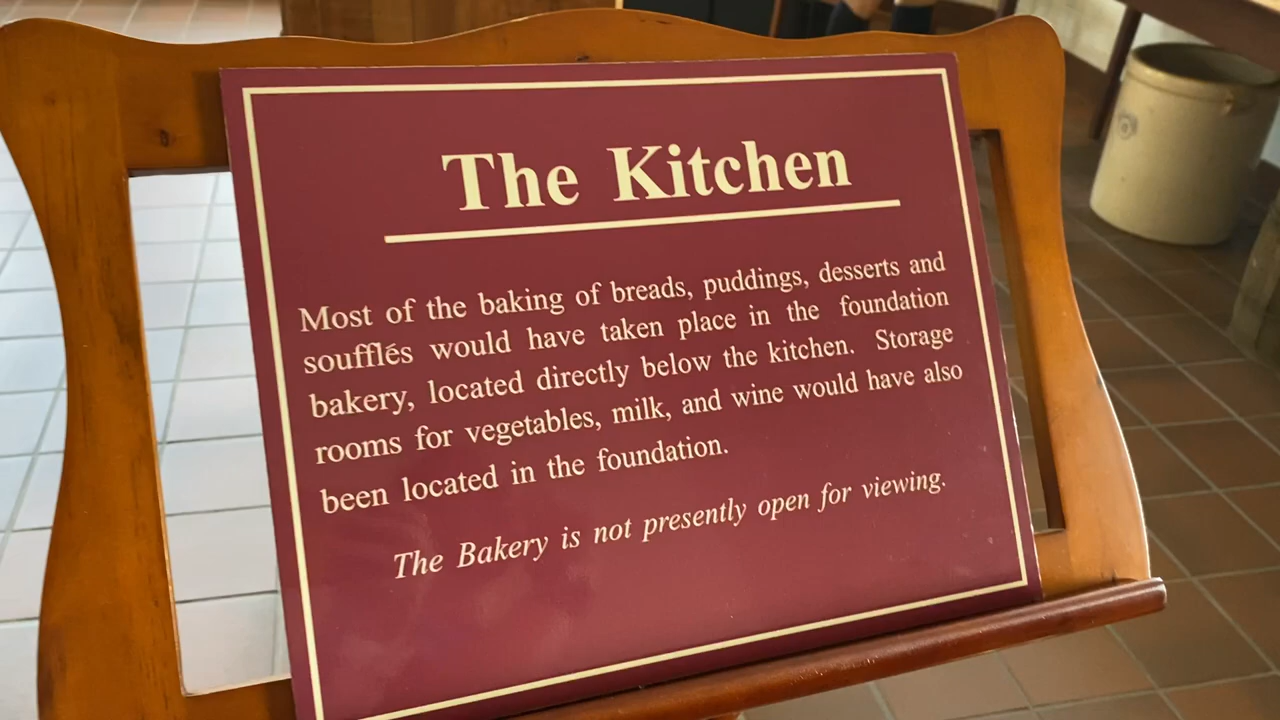 The Kitchen
Most of the baking of breads, puddings, desserts and
soufflés would have taken place in the foundation
bakery, located directly below the kitchen. Storage
rooms for vegetables, milk, and wine would have also
been located in the foundation.
The Bakery is not presently open for viewing.